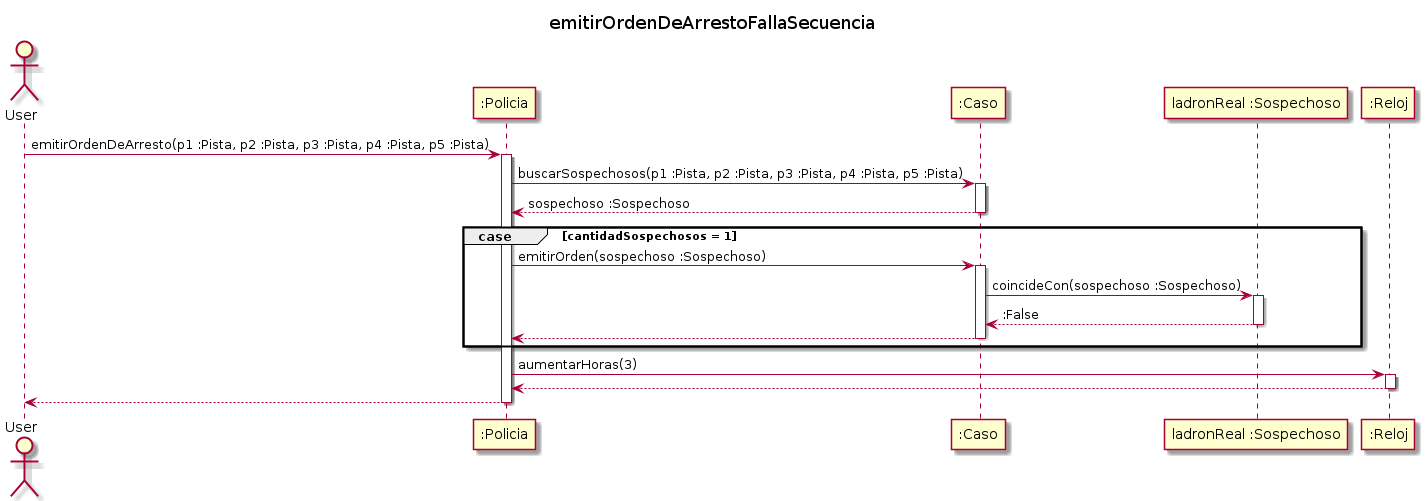 emitirOrdenDeArrestoFallaSecuencia
User
:Policia
:Caso
ladronReal :Sospechoso
:Reloj
emitirOrdenDeArresto(p1 :Pista, p2 :Pista, p3 :Pista, p4 :Pista, p5 :Pista)
buscarSospechosos(p1 :Pista, p2 :Pista, p3 :Pista, p4 :Pista, p5 :Pista)
sospechoso :Sospechoso
case [cantidadSospechosos = 1]
emitirOrden(sospechoso :Sospechoso)
coincideCon(sospechoso :Sospechoso)
:False
aumentarHoras(3)
User
:Policia
:Caso
ladronReal :Sospechoso
:Reloj